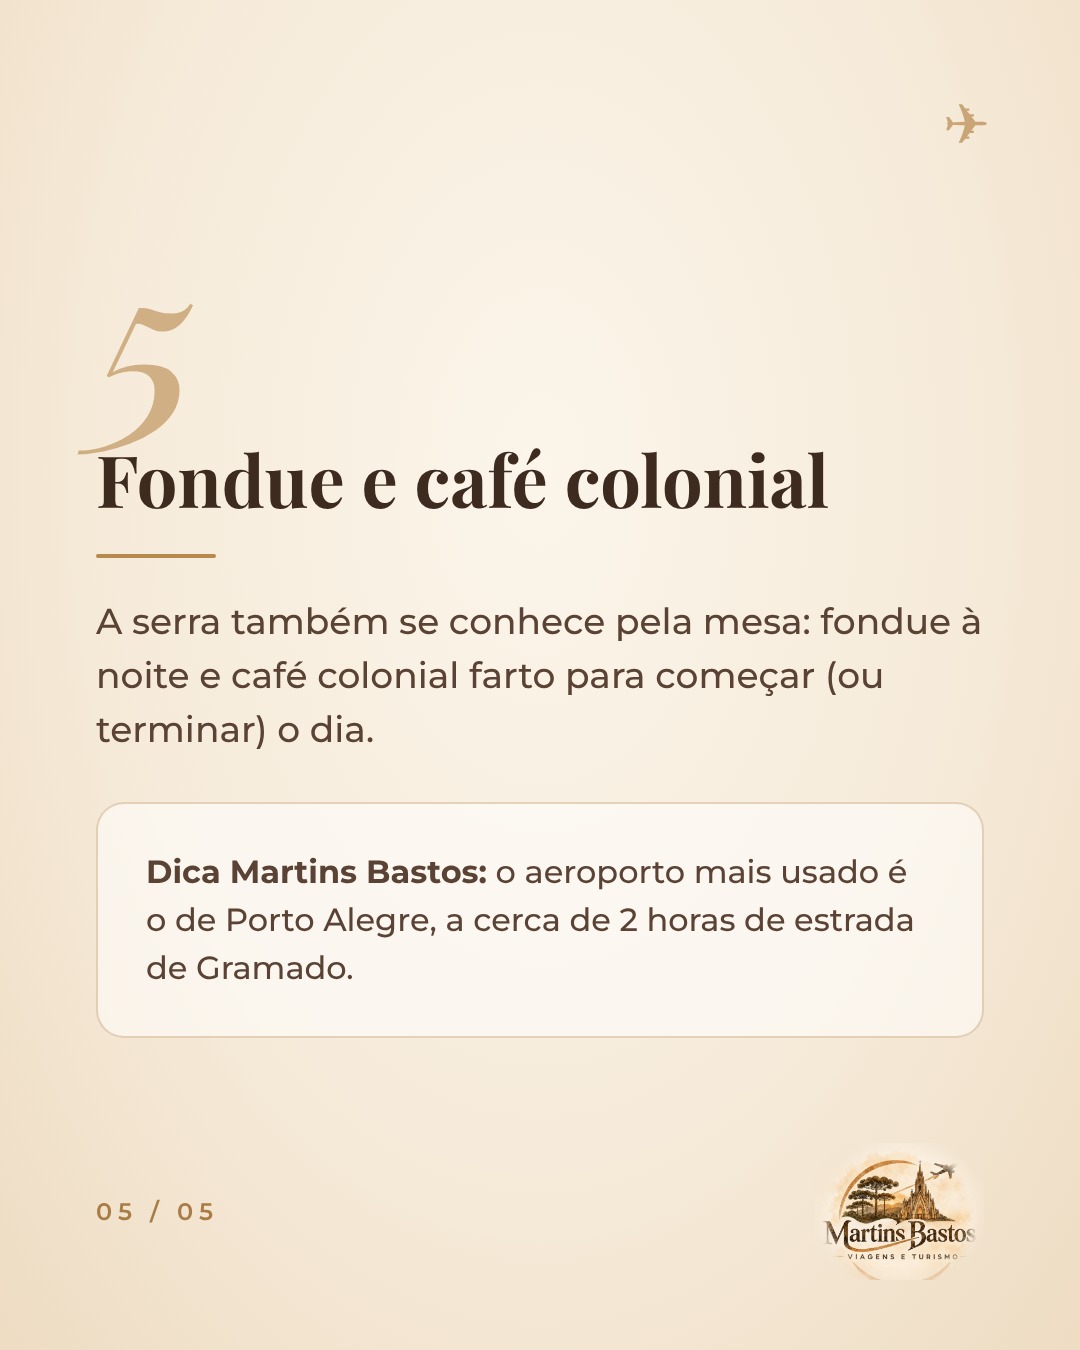 5
Fondue e café colonial
A serra também se conhece pela mesa: fondue à
noite e café colonial farto para começar (ou
terminar) o dia.
Dica Martins Bastos: o aeroporto mais usado é
o de Porto Alegre, a cerca de 2 horas de estrada
de Gramado.
05 / 05
Martins Bastos
VIAGENS E TURISMO